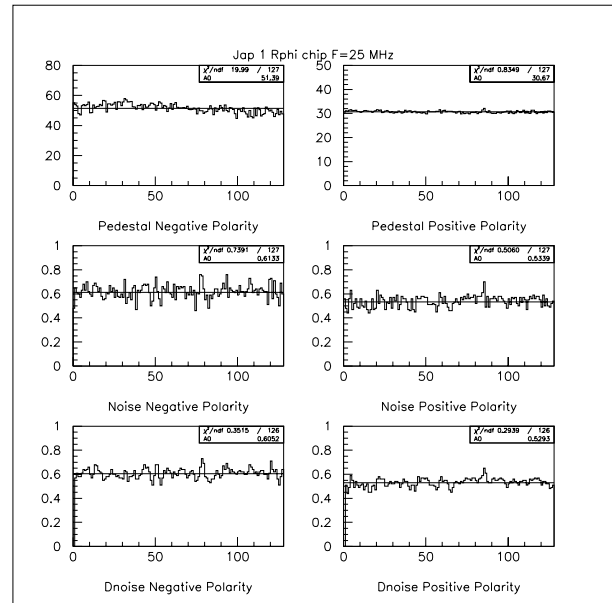 Jap 1 Rphi chip F=25 MHz
χ²/ndf 19.99 / 127
A0 51.39
80
60
40
20
0
0 50 100
Pedestal Negative Polarity
χ²/ndf 0.8349 / 127
A0 30.67
50
40
30
20
10
0
0 50 100
Pedestal Positive Polarity
χ²/ndf 0.7391 / 127
A0 0.6133
1
0.8
0.6
0.4
0.2
0
0 50 100
Noise Negative Polarity
χ²/ndf 0.5060 / 127
A0 0.5339
1
0.8
0.6
0.4
0.2
0
0 50 100
Noise Positive Polarity
χ²/ndf 0.3515 / 126
A0 0.6052
1
0.8
0.6
0.4
0.2
0
0 50 100
Dnoise Negative Polarity
χ²/ndf 0.2939 / 126
A0 0.5293
1
0.8
0.6
0.4
0.2
0
0 50 100
Dnoise Positive Polarity